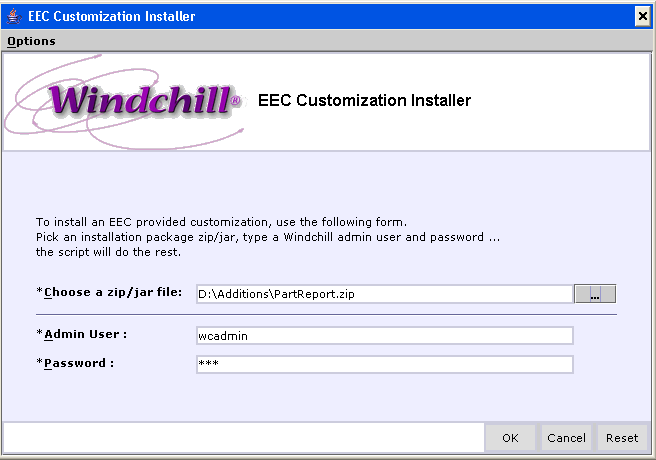 EEC Customization Installer
Options
Windchill® EEC Customization Installer
To install an EEC provided customization, use the following form.
Pick an installation package zip/jar, type a Windchill admin user and password ...
the script will do the rest.
*Choose a zip/jar file: D:\Additions\PartReport.zip ...
*Admin User : wcadmin
*Password : ***
OK Cancel Reset